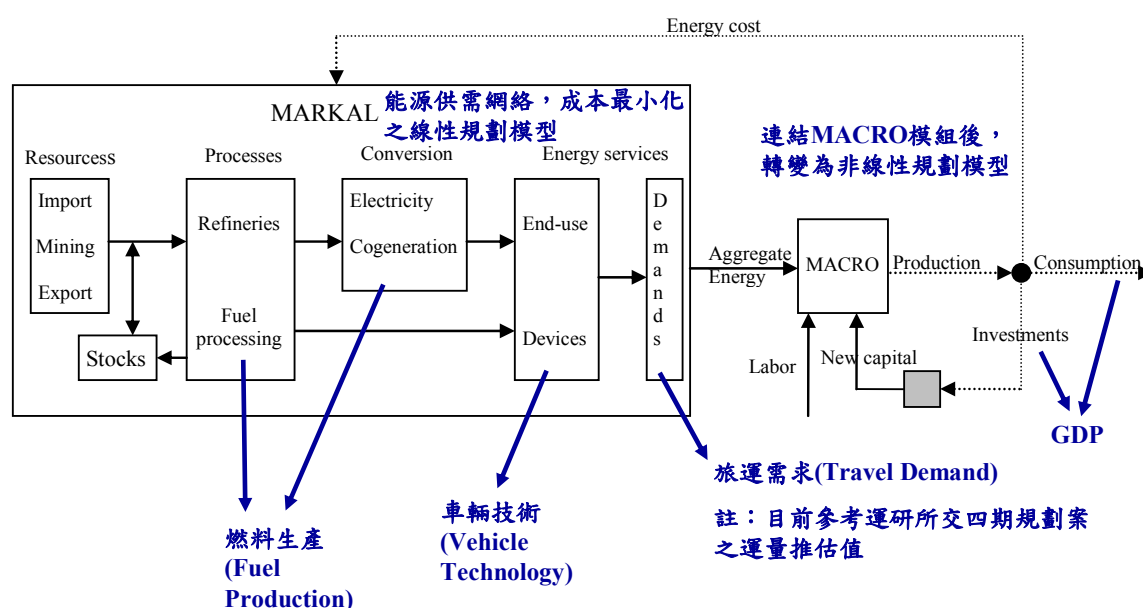 Energy cost
MARKAL
能源供需網絡，成本最小化
之線性規劃模型
連結MACRO模組後，
轉變為非線性規劃模型
Resourcess
Processes
Conversion
Energy services
Import
Mining
Export
Stocks
Refineries
Fuel
processing
Electricity
Cogeneration
End-use
Devices
D
e
m
a
n
d
s
Aggregate
Energy
MACRO
Production
Consumption
Investments
New capital
Labor
GDP
旅運需求(Travel Demand)
註：目前參考運研所交四期規劃案
之運量推估值
車輛技術
(Vehicle
Technology)
燃料生產
(Fuel
Production)